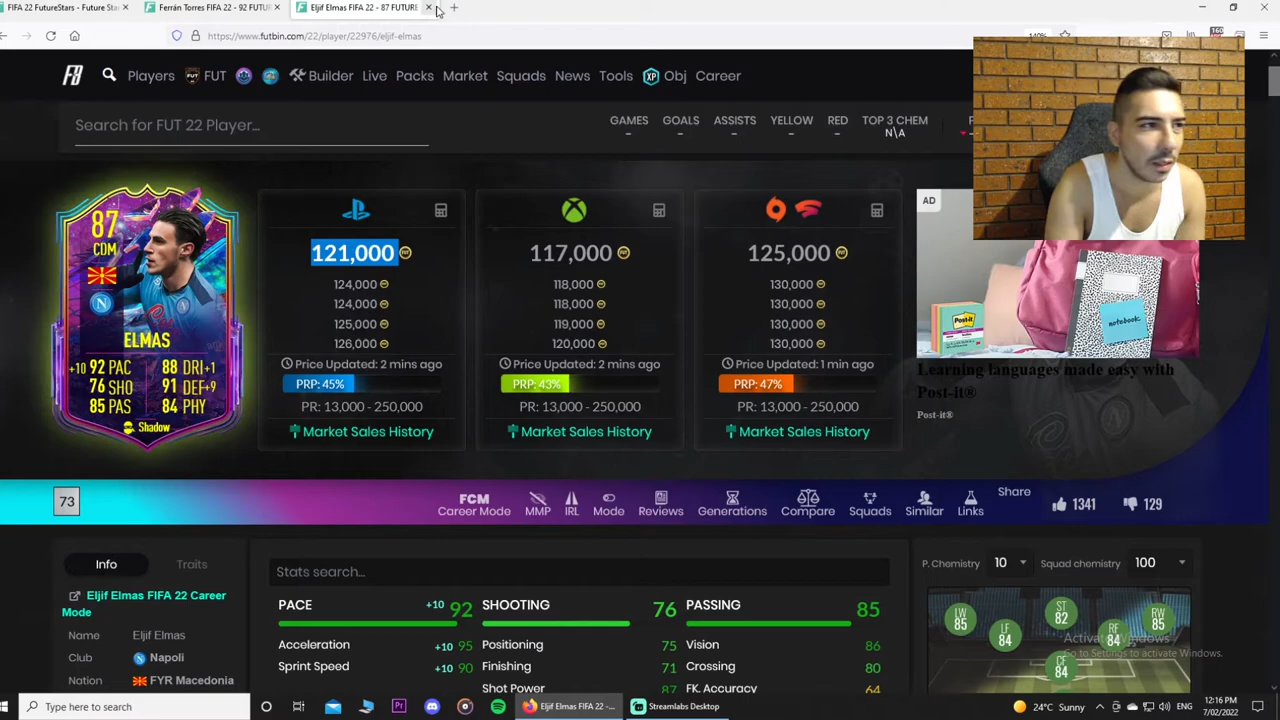 FIFA 22 FutureStars - Future Sta
Ferrán Torres FIFA 22 - 92 FUTU
Eljif Elmas FIFA 22 - 87 FUTURE
https://www.futbin.com/22/player/22976/eljif-elmas
140%
160
Players FUT Builder Live Packs Market Squads News Tools XP Obj Career
Search for FUT 22 Player...
GAMES GOALS ASSISTS YELLOW RED TOP 3 CHEM
- - - - - N\A
87
CDM
ELMAS
+10 92 PAC 88 DRI+1
76 SHO 91 DEF+9
85 PAS 84 PHY
Shadow
121,000
124,000
124,000
125,000
126,000
Price Updated: 2 mins ago
PRP: 45%
PR: 13,000 - 250,000
Market Sales History
117,000
118,000
118,000
119,000
120,000
Price Updated: 2 mins ago
PRP: 43%
PR: 13,000 - 250,000
Market Sales History
125,000
130,000
130,000
130,000
130,000
Price Updated: 1 min ago
PRP: 47%
PR: 13,000 - 250,000
Market Sales History
AD
Post-it
notebook.
Learning languages made easy with
Post-it®
Post-it®
73
FCM
Career Mode
MMP
IRL
Mode
Reviews
Generations
Compare
Squads
Similar
Links
Share
1341
129
Info Traits
Eljif Elmas FIFA 22 Career
Mode
Name Eljif Elmas
Club Napoli
Nation FYR Macedonia
Stats search...
PACE +10 92
Acceleration +10 95
Sprint Speed +10 90
SHOOTING 76
Positioning 75
Finishing 71
Shot Power 87
PASSING 85
Vision 86
Crossing 80
FK. Accuracy 64
P. Chemistry 10 Squad chemistry 100
LW
85
LF
84
ST
82
RF
84
RW
85
CF
84
Activate Windows
Go to Settings to activate Windows.
Type here to search
Eljif Elmas FIFA 22 -...
Streamlabs Desktop
24°C Sunny
12:16 PM
7/02/2022